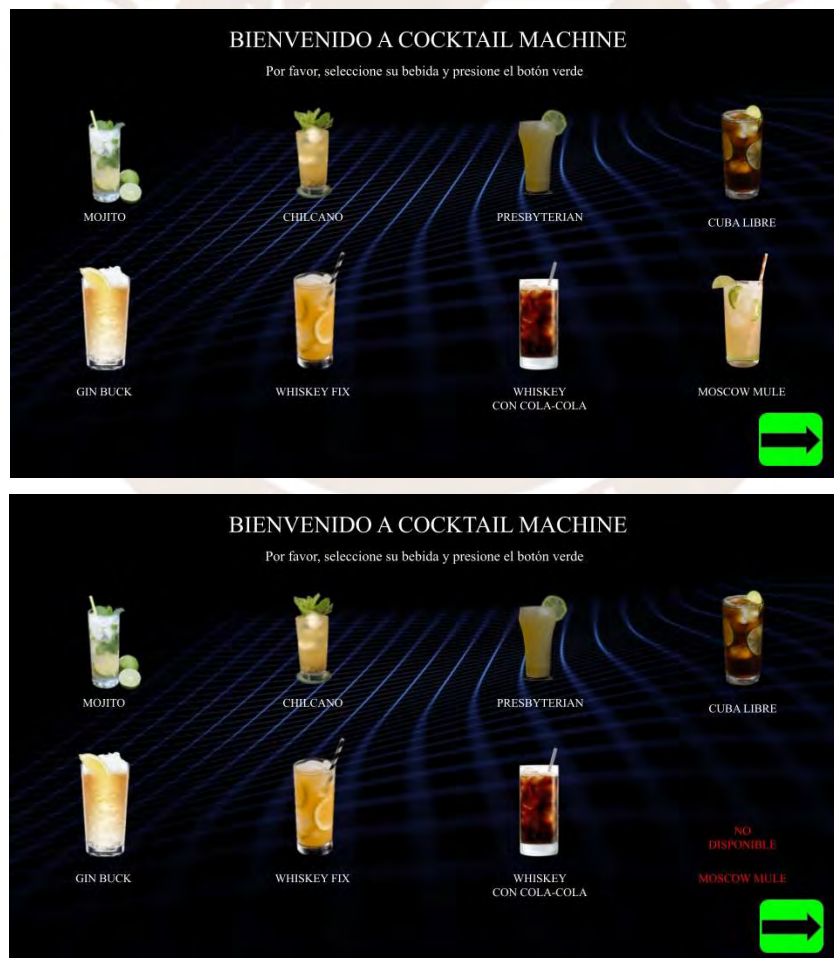 BIENVENIDO A COCKTAIL MACHINE
Por favor, seleccione su bebida y presione el botón verde
MOJITO
CHILCANO
PRESBYTERIAN
CUBA LIBRE
GIN BUCK
WHISKEY FIX
WHISKEY
CON COLA-COLA
MOSCOW MULE
BIENVENIDO A COCKTAIL MACHINE
Por favor, seleccione su bebida y presione el botón verde
MOJITO
CHILCANO
PRESBYTERIAN
CUBA LIBRE
GIN BUCK
WHISKEY FIX
WHISKEY
CON COLA-COLA
NO
DISPONIBLE
MOSCOW MULE